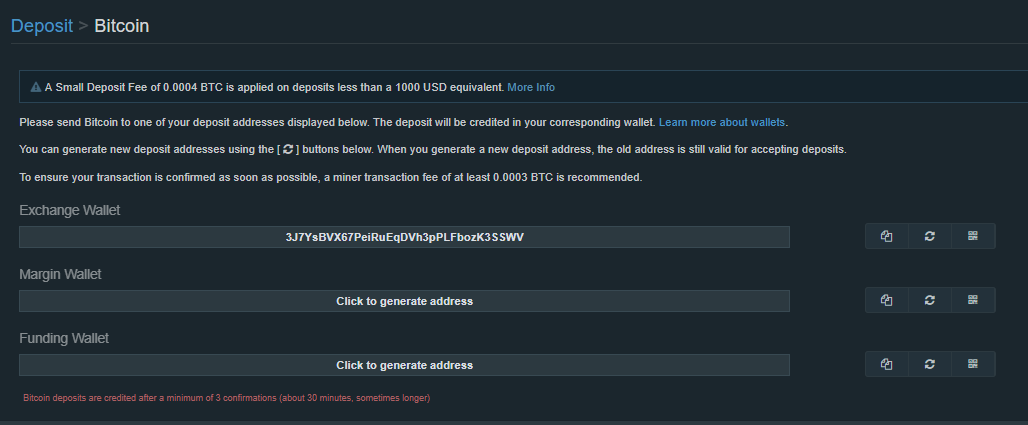 Deposit > Bitcoin
A Small Deposit Fee of 0.0004 BTC is applied on deposits less than a 1000 USD equivalent. More Info
Please send Bitcoin to one of your deposit addresses displayed below. The deposit will be credited in your corresponding wallet. Learn more about wallets.
You can generate new deposit addresses using the [ ] buttons below. When you generate a new deposit address, the old address is still valid for accepting deposits.
To ensure your transaction is confirmed as soon as possible, a miner transaction fee of at least 0.0003 BTC is recommended.
Exchange Wallet
3J7YsBVX67PeiRuEqDVh3pPLFbozK3SSWV
Margin Wallet
Click to generate address
Funding Wallet
Click to generate address
Bitcoin deposits are credited after a minimum of 3 confirmations (about 30 minutes, sometimes longer)